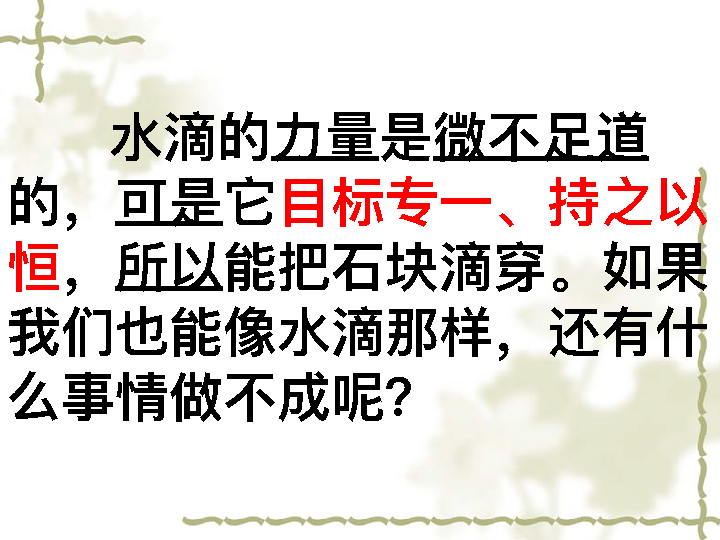 水滴的力量是微不足道
的，可是它目标专一、持之以
恒，所以能把石块滴穿。如果
我们也能像水滴那样，还有什
么事情做不成呢？